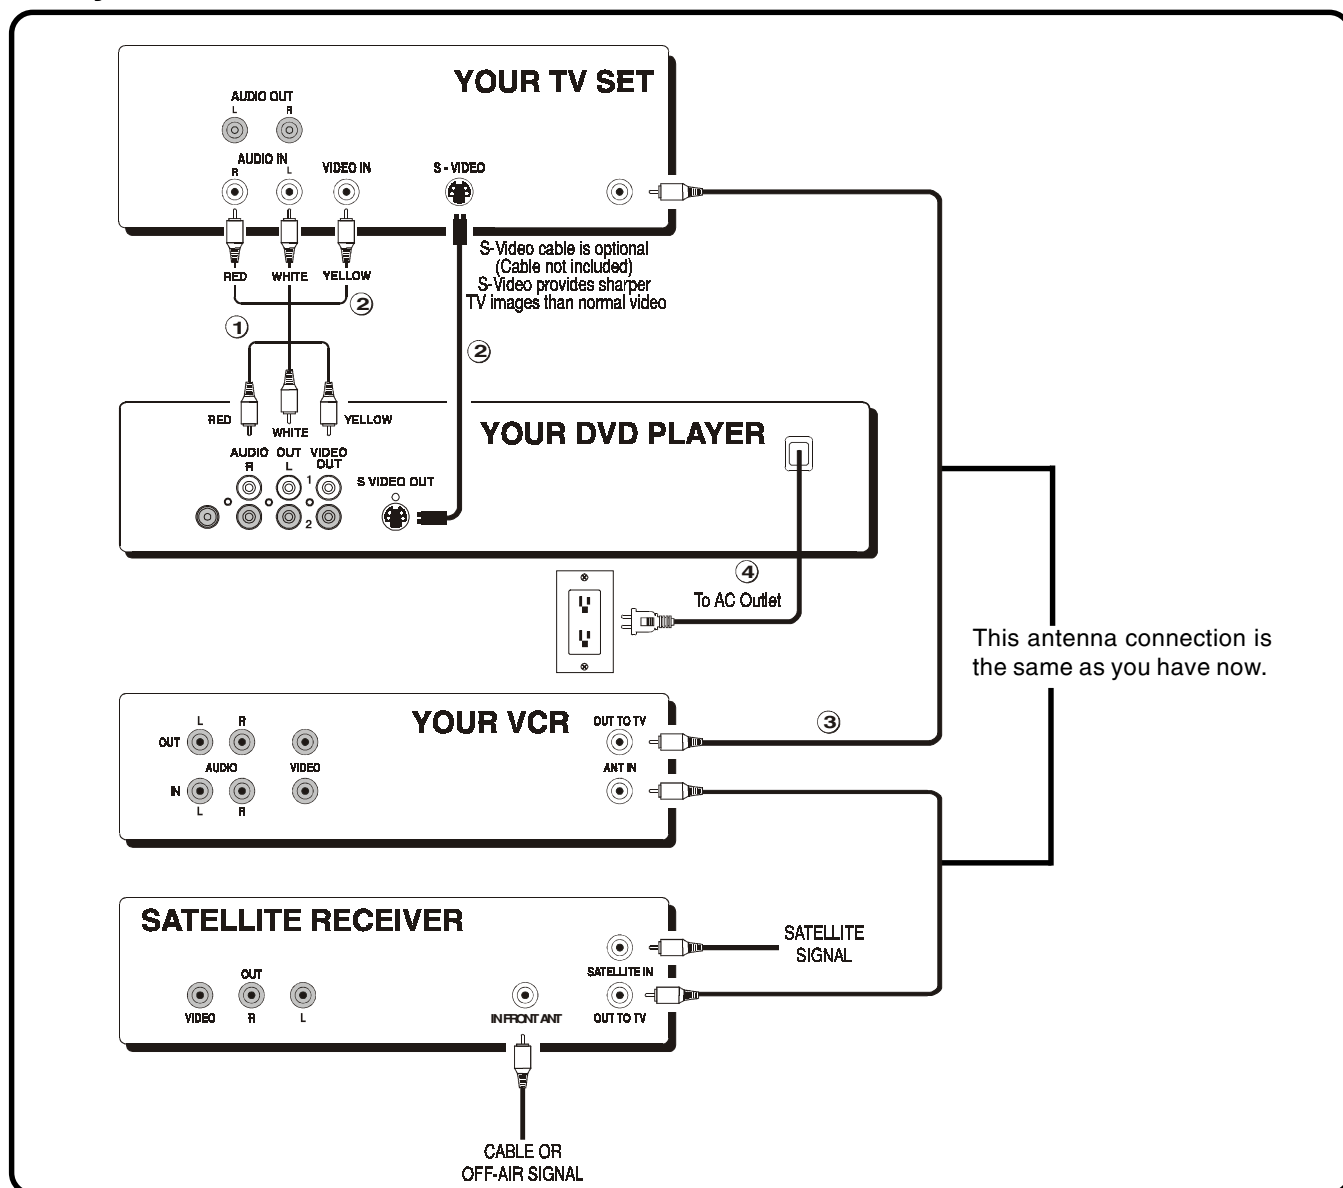 YOUR TV SET
AUDIO OUT
L R
AUDIO IN
R L
VIDEO IN
S - VIDEO
RED WHITE YELLOW
S-Video cable is optional
(Cable not included)
S-Video provides sharper
TV images than normal video
1
2
2
RED
WHITE
YELLOW
YOUR DVD PLAYER
AUDIO OUT VIDEO
R L OUT
1
2
S VIDEO OUT
4
To AC Outlet
This antenna connection is
the same as you have now.
YOUR VCR
L R
OUT
AUDIO VIDEO
IN
L R
OUT TO TV
ANT IN
3
SATELLITE RECEIVER
SATELLITE
SIGNAL
SATELLITE IN
OUT
VIDEO R L
IN FRONT ANT
OUT TO TV
CABLE OR
OFF-AIR SIGNAL